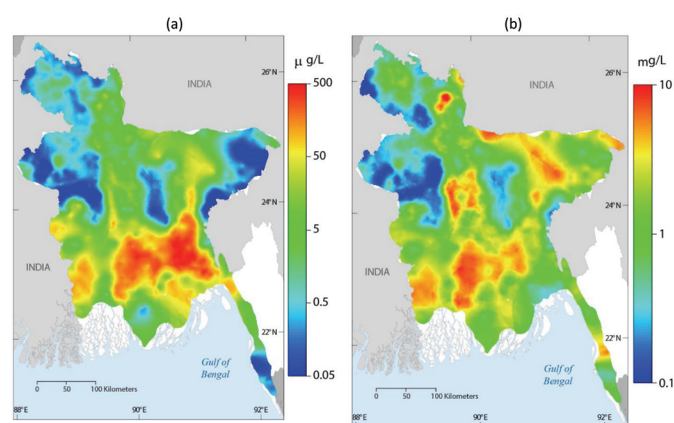 (a)
(b)
μ g/L
500
50
5
0.5
0.05
INDIA
INDIA
26°N
24°N
22°N
Gulf of
Bengal
0 50 100 Kilometers
88°E
90°E
92°E
mg/L
10
1
0.1
INDIA
INDIA
26°N
24°N
22°N
Gulf of
Bengal
0 50 100 Kilometers
88°E
90°E
92°E